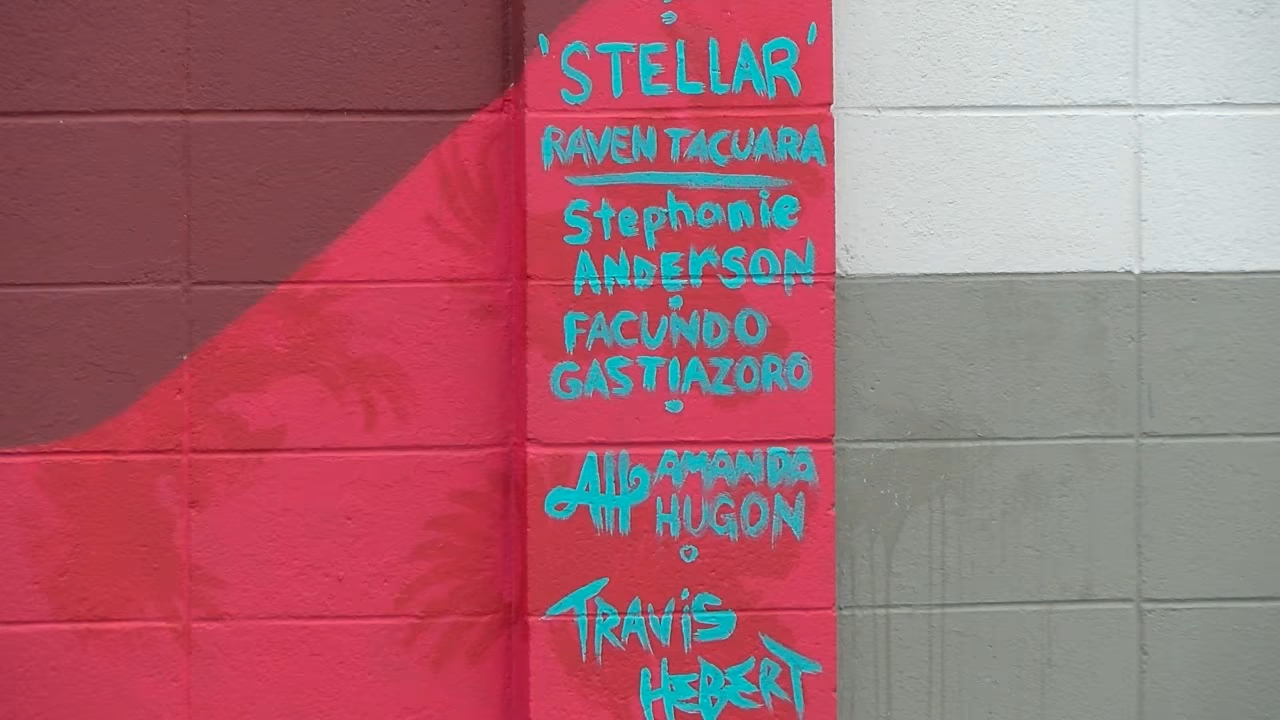 'STELLAR'
RAVEN TACUARA
Stephanie
ANDERSON
FACUNDO
GASTIAZORO
AMANDA
HUGON
TRAVIS
HEBERT